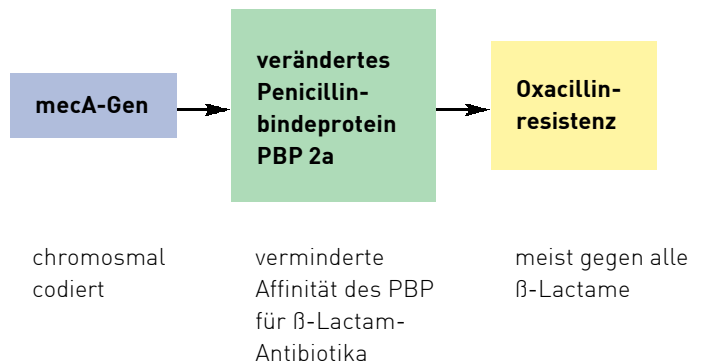 mecA-Gen
verändertes
Penicillin-
bindeprotein
PBP 2a
Oxacillin-
resistenz
chromosmal
codiert
verminderte
Affinität des PBP
für ß-Lactam-
Antibiotika
meist gegen alle
ß-Lactame